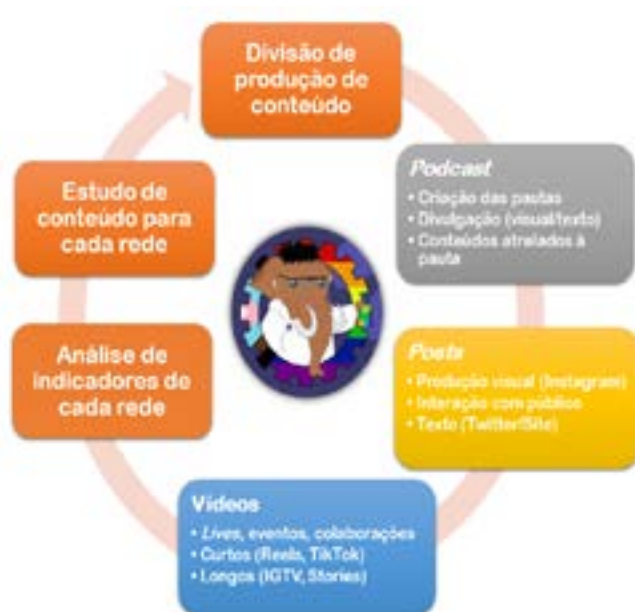 Divisão de
produção de
conteúdo
Podcast
• Criação das pautas
• Divulgação (visual/texto)
• Conteúdos atrelados à
pauta
Posts
• Produção visual (Instagram)
• Interação com público
• Texto (Twitter/Site)
Vídeos
• Lives, eventos, colaborações
• Curtos (Reels, TikTok)
• Longos (IGTV, Stories)
Análise de
indicadores de
cada rede
Estudo de
conteúdo para
cada rede